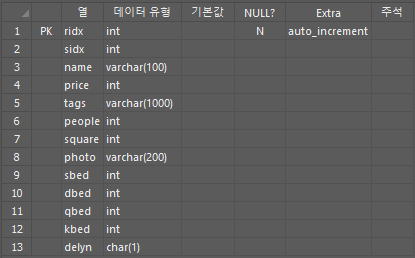 열 데이터 유형 기본값 NULL? Extra 주석
1 PK ridx int N auto_increment
2 sidx int
3 name varchar(100)
4 price int
5 tags varchar(1000)
6 people int
7 square int
8 photo varchar(200)
9 sbed int
10 dbed int
11 qbed int
12 kbed int
13 delyn char(1)